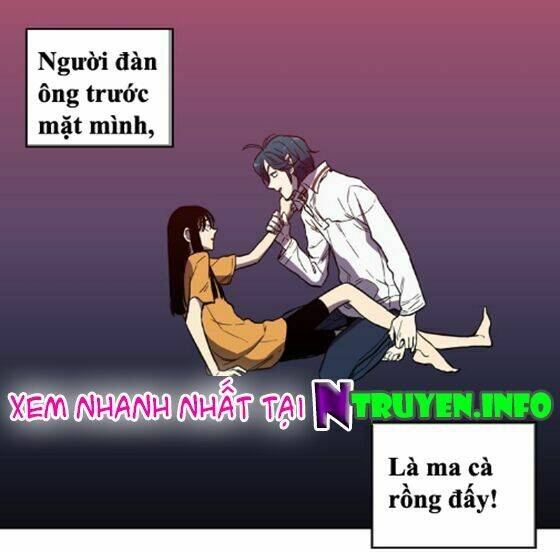 Người đàn
ông trước
mặt mình,
XEM NHANH NHẤT TẠI NTRUYEN.INFO
Là ma cà
rồng đấy!